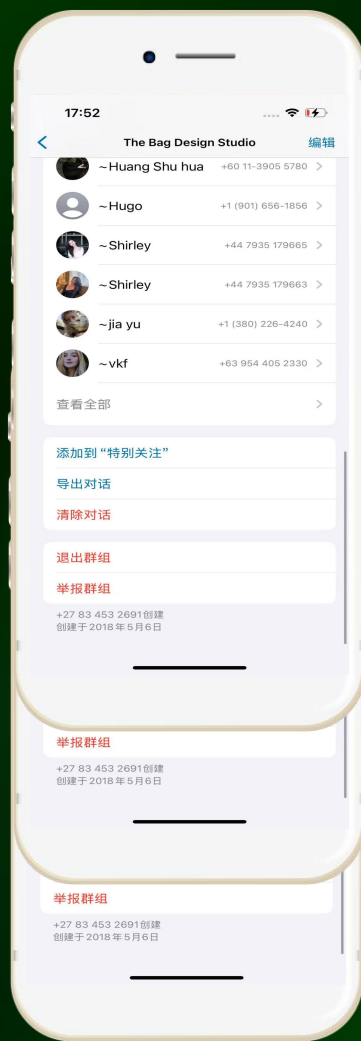 17:52
The Bag Design Studio
编辑
~Huang Shu hua +60 11-3905 5780
~Hugo +1 (901) 656-1856
~Shirley +44 7935 179665
~Shirley +44 7935 179663
~jia yu +1 (380) 226-4240
~vkf +63 954 405 2330
查看全部
添加到“特别关注”
导出对话
清除对话
退出群组
举报群组
+27 83 453 2691创建
创建于2018年5月6日
举报群组
+27 83 453 2691创建
创建于2018年5月6日
举报群组
+27 83 453 2691创建
创建于2018年5月6日